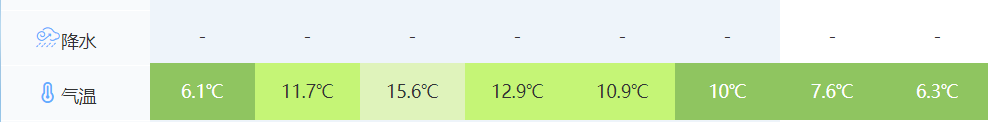 降水 - - - - - - - -
气温 6.1℃ 11.7℃ 15.6℃ 12.9℃ 10.9℃ 10℃ 7.6℃ 6.3℃